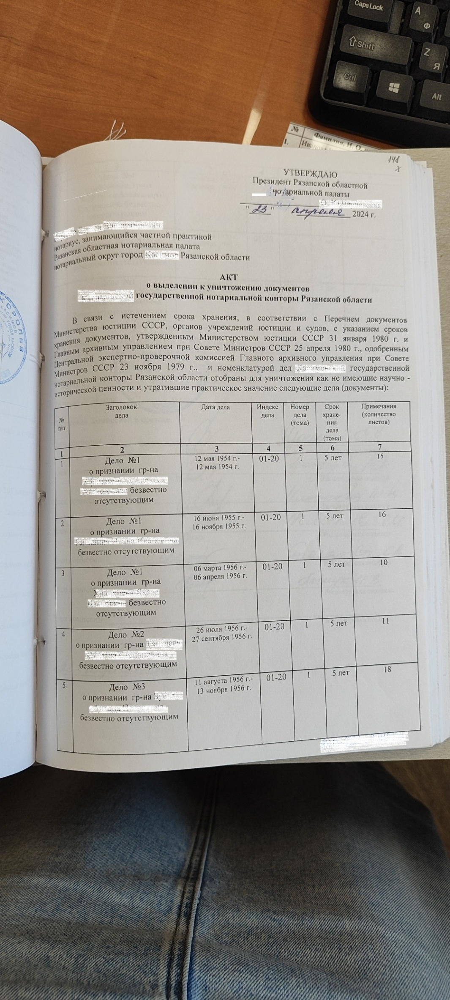 CapsLock
A
Ф
Shift
Z
Я
Ctrl
Alt
№
Фамилия, И. О.
1.
148
УТВЕРЖДАЮ
Президент Рязанской областной
нотариальной палаты
"23" апреля 2024 г.
нотариус, занимающийся частной практикой
Рязанская областная нотариальная палата
нотариальный округ город Рязанской области
АКТ
о выделении к уничтожению документов
государственной нотариальной конторы Рязанской области
В связи с истечением срока хранения, в соответствии с Перечнем документов
Министерства юстиции СССР, органов учреждений юстиции и судов, с указанием сроков
хранения документов, утвержденным Министерством юстиции СССР 31 января 1980 г. и
Главным архивным управлением при Совете Министров СССР 25 апреля 1980 г., одобренным
Центральной экспертно-проверочной комиссией Главного архивного управления при Совете
Министров СССР 23 ноября 1979 г., и номенклатурой дел государственной
нотариальной конторы Рязанской области отобраны для уничтожения как не имеющие научно -
исторической ценности и утратившие практическое значение следующие дела (документы):
№ п/п
Заголовок
дела
Дата дела
Индекс
дела
Номер
дела
(тома)
Срок
хране-
ния
дела
(тома)
Примечания
(количество
листов)
1 2 3 4 5 6 7
1 Дело №1 12 мая 1954 г.- 01-20 1 5 лет 15
о признании гр-на 12 мая 1954 г.
безвестно
отсутствующим
2 Дело №1 16 июня 1955 г.- 01-20 1 5 лет 16
о признании гр-на 16 ноября 1955 г.
безвестно отсутствующим
3 Дело №1 06 марта 1956 г.- 01-20 1 5 лет 10
о признании гр-на 06 апреля 1956 г.
безвестно
отсутствующим
4 Дело №2 26 июля 1956 г.- 01-20 1 5 лет 11
о признании гр-на 27 сентября 1956 г.
безвестно отсутствующим
5 Дело №3 11 августа 1956 г.- 01-20 1 5 лет 18
о признании гр-на 13 ноября 1956 г.
безвестно отсутствующим